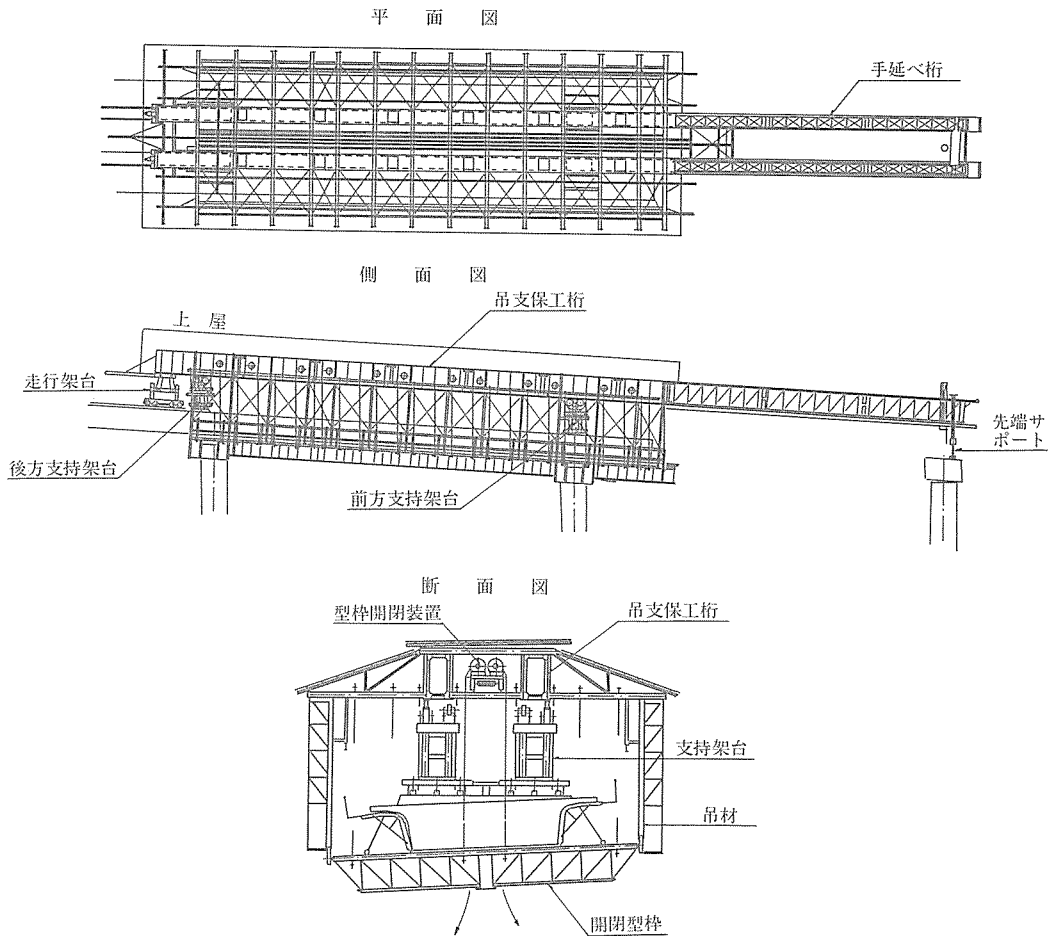 平面図
手延べ桁
側面図
吊支保工桁
上屋
走行架台
先端サ
ポート
後方支持架台
前方支持架台
断面図
型枠開閉装置
吊支保工桁
支持架台
吊材
開閉型枠